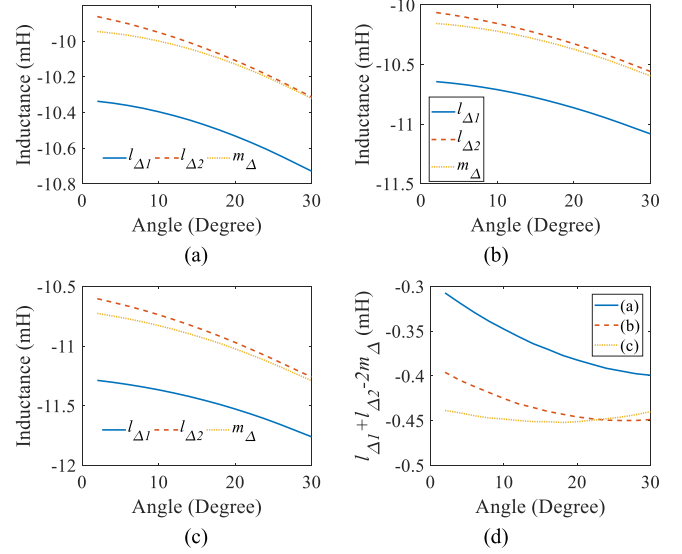 Inductance (mH)
-10
-10.2
-10.4
-10.6
-10.8
l_Δ1 l_Δ2 m_Δ
0 10 20 30
Angle (Degree)
(a)
Inductance (mH)
-10
-10.5
-11
-11.5
l_Δ1
l_Δ2
m_Δ
0 10 20 30
Angle (Degree)
(b)
Inductance (mH)
-10.5
-11
-11.5
-12
l_Δ1 l_Δ2 m_Δ
0 10 20 30
Angle (Degree)
(c)
l_Δ1+l_Δ2-2m_Δ (mH)
-0.3
-0.35
-0.4
-0.45
-0.5
(a)
(b)
(c)
0 10 20 30
Angle (Degree)
(d)